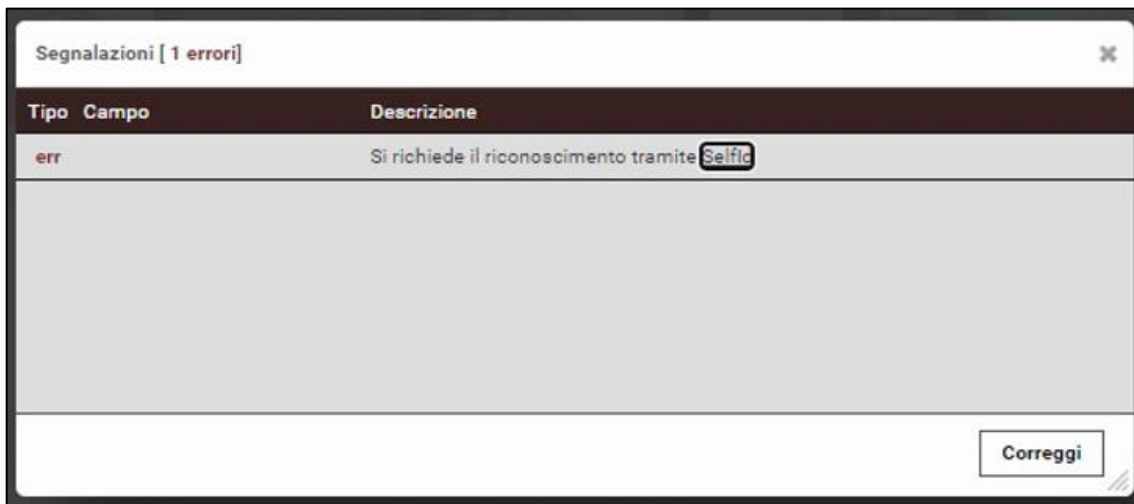 Segnalazioni [ 1 errori]
Tipo Campo Descrizione
err Si richiede il riconoscimento tramite SelfId
Correggi